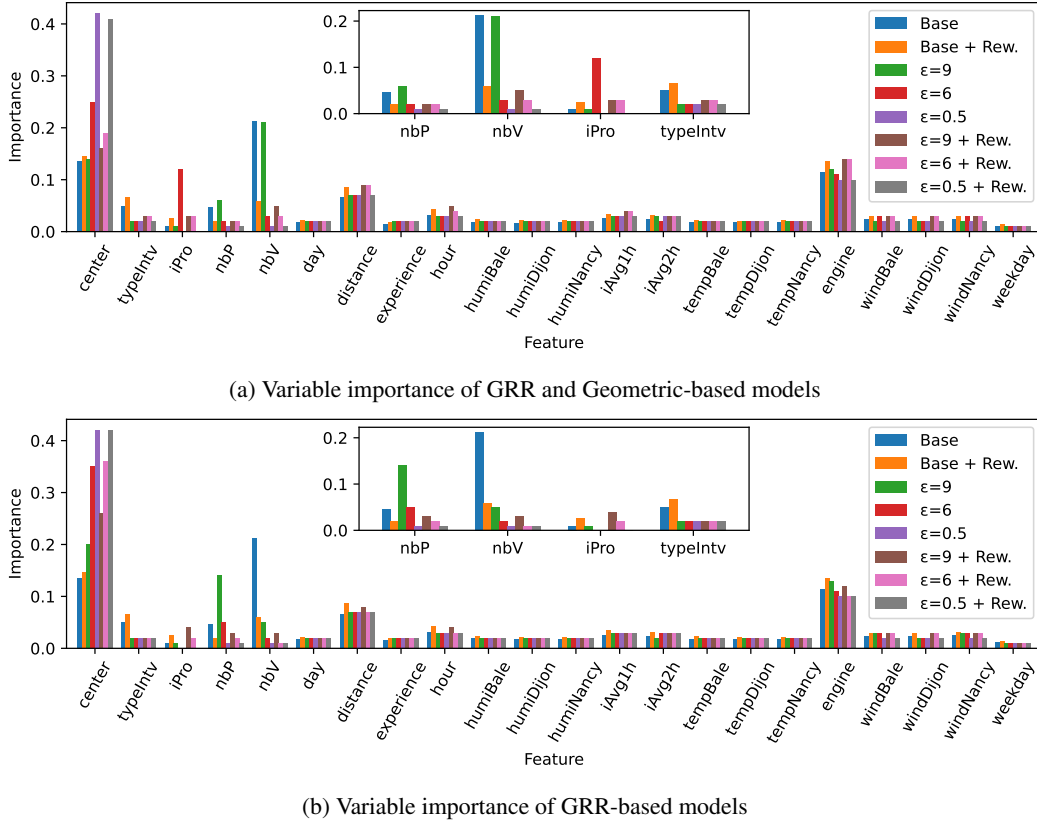 0.4
0.3
0.2
0.1
0.0
Importance
0.2
0.1
0.0
nbP nbV iPro typeIntv
Base
Base + Rew.
ε=9
ε=6
ε=0.5
ε=9 + Rew.
ε=6 + Rew.
ε=0.5 + Rew.
center typeIntv iPro nbP nbV day distance experience hour humiBale humiDijon humiNancy iAvg1h iAvg2h tempBale tempDijon tempNancy engine windBale windDijon windNancy weekday
Feature
(a) Variable importance of GRR and Geometric-based models
0.4
0.3
0.2
0.1
0.0
Importance
0.2
0.1
0.0
nbP nbV iPro typeIntv
Base
Base + Rew.
ε=9
ε=6
ε=0.5
ε=9 + Rew.
ε=6 + Rew.
ε=0.5 + Rew.
center typeIntv iPro nbP nbV day distance experience hour humiBale humiDijon humiNancy iAvg1h iAvg2h tempBale tempDijon tempNancy engine windBale windDijon windNancy weekday
Feature
(b) Variable importance of GRR-based models